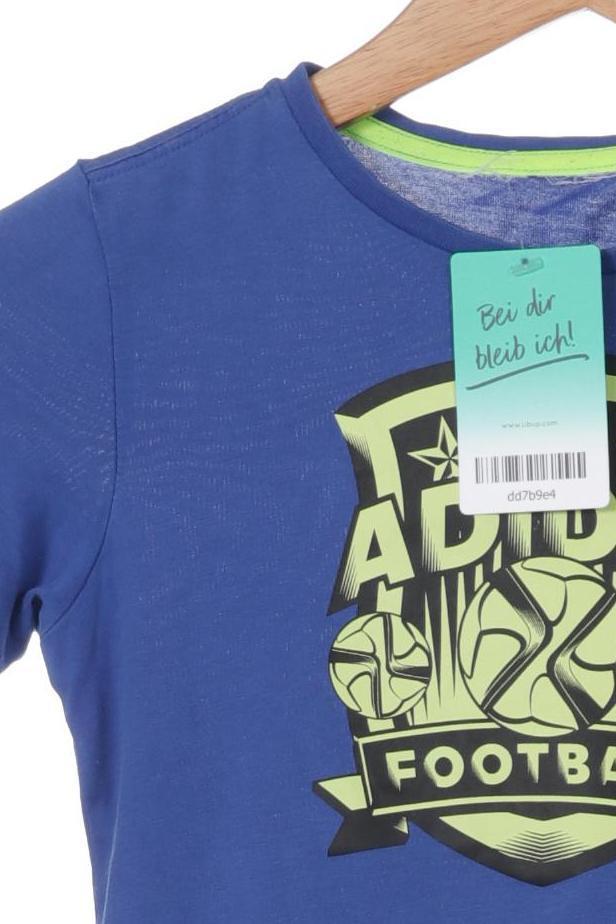 Bei dir
bleib ich!
www.ubup.com
dd7b9e4
ADID
FOOTBA